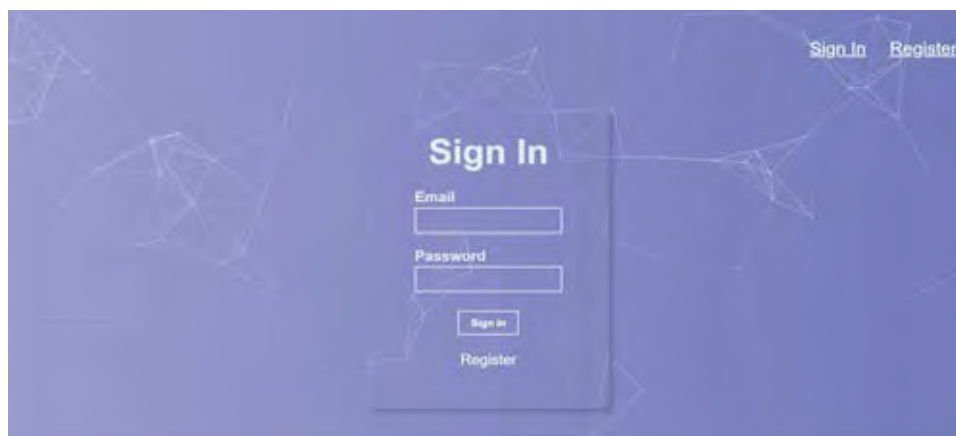 Sign In Register
Sign In
Email
Password
Sign in
Register